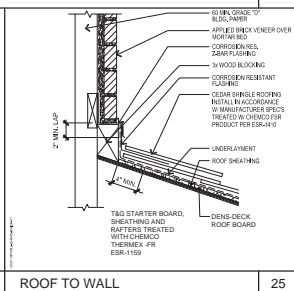 60 MIN. GRADE "D"
BLDG. PAPER
APPLIED BRICK VENEER OVER
MORTAR BED
CORROSION RES.
Z-BAR FLASHING
3x WOOD BLOCKING
CORROSION RESISTANT
FLASHING
CEDAR SHINGLE ROOFING
INSTALL IN ACCORDANCE
W/ MANUFACTURER SPEC'S
TREATED W/ CHEMCO FSR
PRODUCT PER ESR-1410
2" MIN. LAP
UNDERLAYMENT
ROOF SHEATHING
4" MIN.
T&G STARTER BOARD,
SHEATHING AND
RAFTERS TREATED
WITH CHEMCO
THERMEX -FR
ESR-1159
DENS-DECK
ROOF BOARD
ROOF TO WALL
25